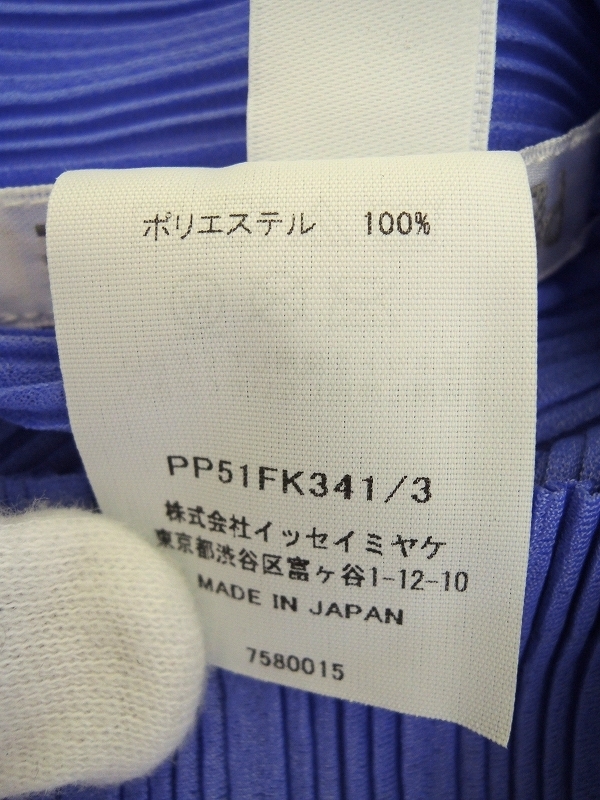 ポリエステル 100%
PP51FK341/3
株式会社イッセイミヤケ
東京都渋谷区富ヶ谷1-12-10
MADE IN JAPAN
7580015